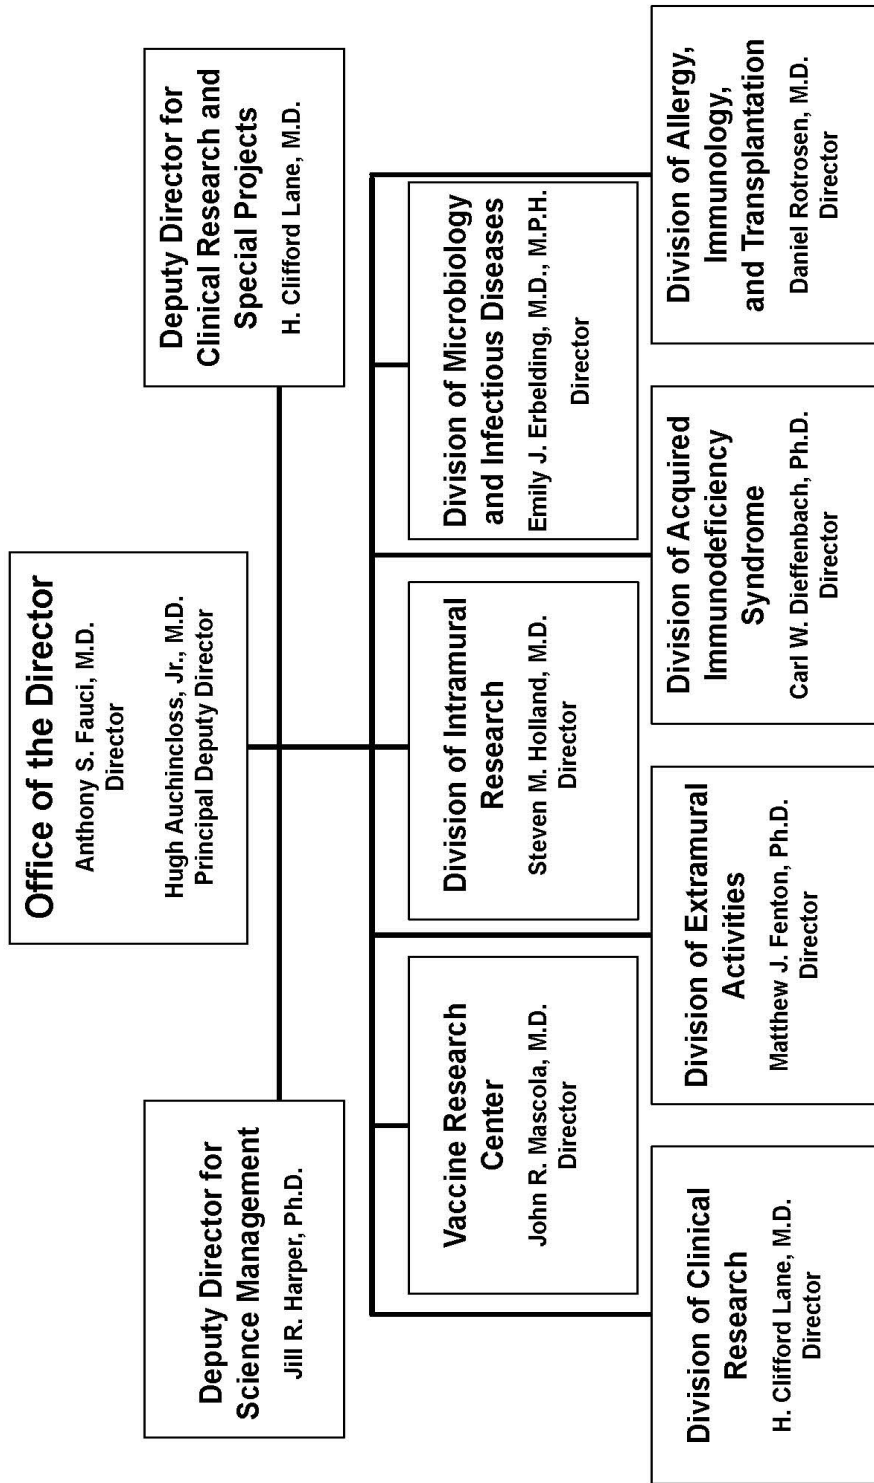 Office of the Director
Anthony S. Fauci, M.D.
Director
Hugh Auchincloss, Jr., M.D.
Principal Deputy Director
Deputy Director for
Science Management
Jill R. Harper, Ph.D.
Deputy Director for
Clinical Research and
Special Projects
H. Clifford Lane, M.D.
Vaccine Research
Center
John R. Mascola, M.D.
Director
Division of Intramural
Research
Steven M. Holland, M.D.
Director
Division of Microbiology
and Infectious Diseases
Emily J. Erbelding, M.D., M.P.H.
Director
Division of Clinical
Research
H. Clifford Lane, M.D.
Director
Division of Extramural
Activities
Matthew J. Fenton, Ph.D.
Director
Division of Acquired
Immunodeficiency
Syndrome
Carl W. Dieffenbach, Ph.D.
Director
Division of Allergy,
Immunology,
and Transplantation
Daniel Rotrosen, M.D.
Director